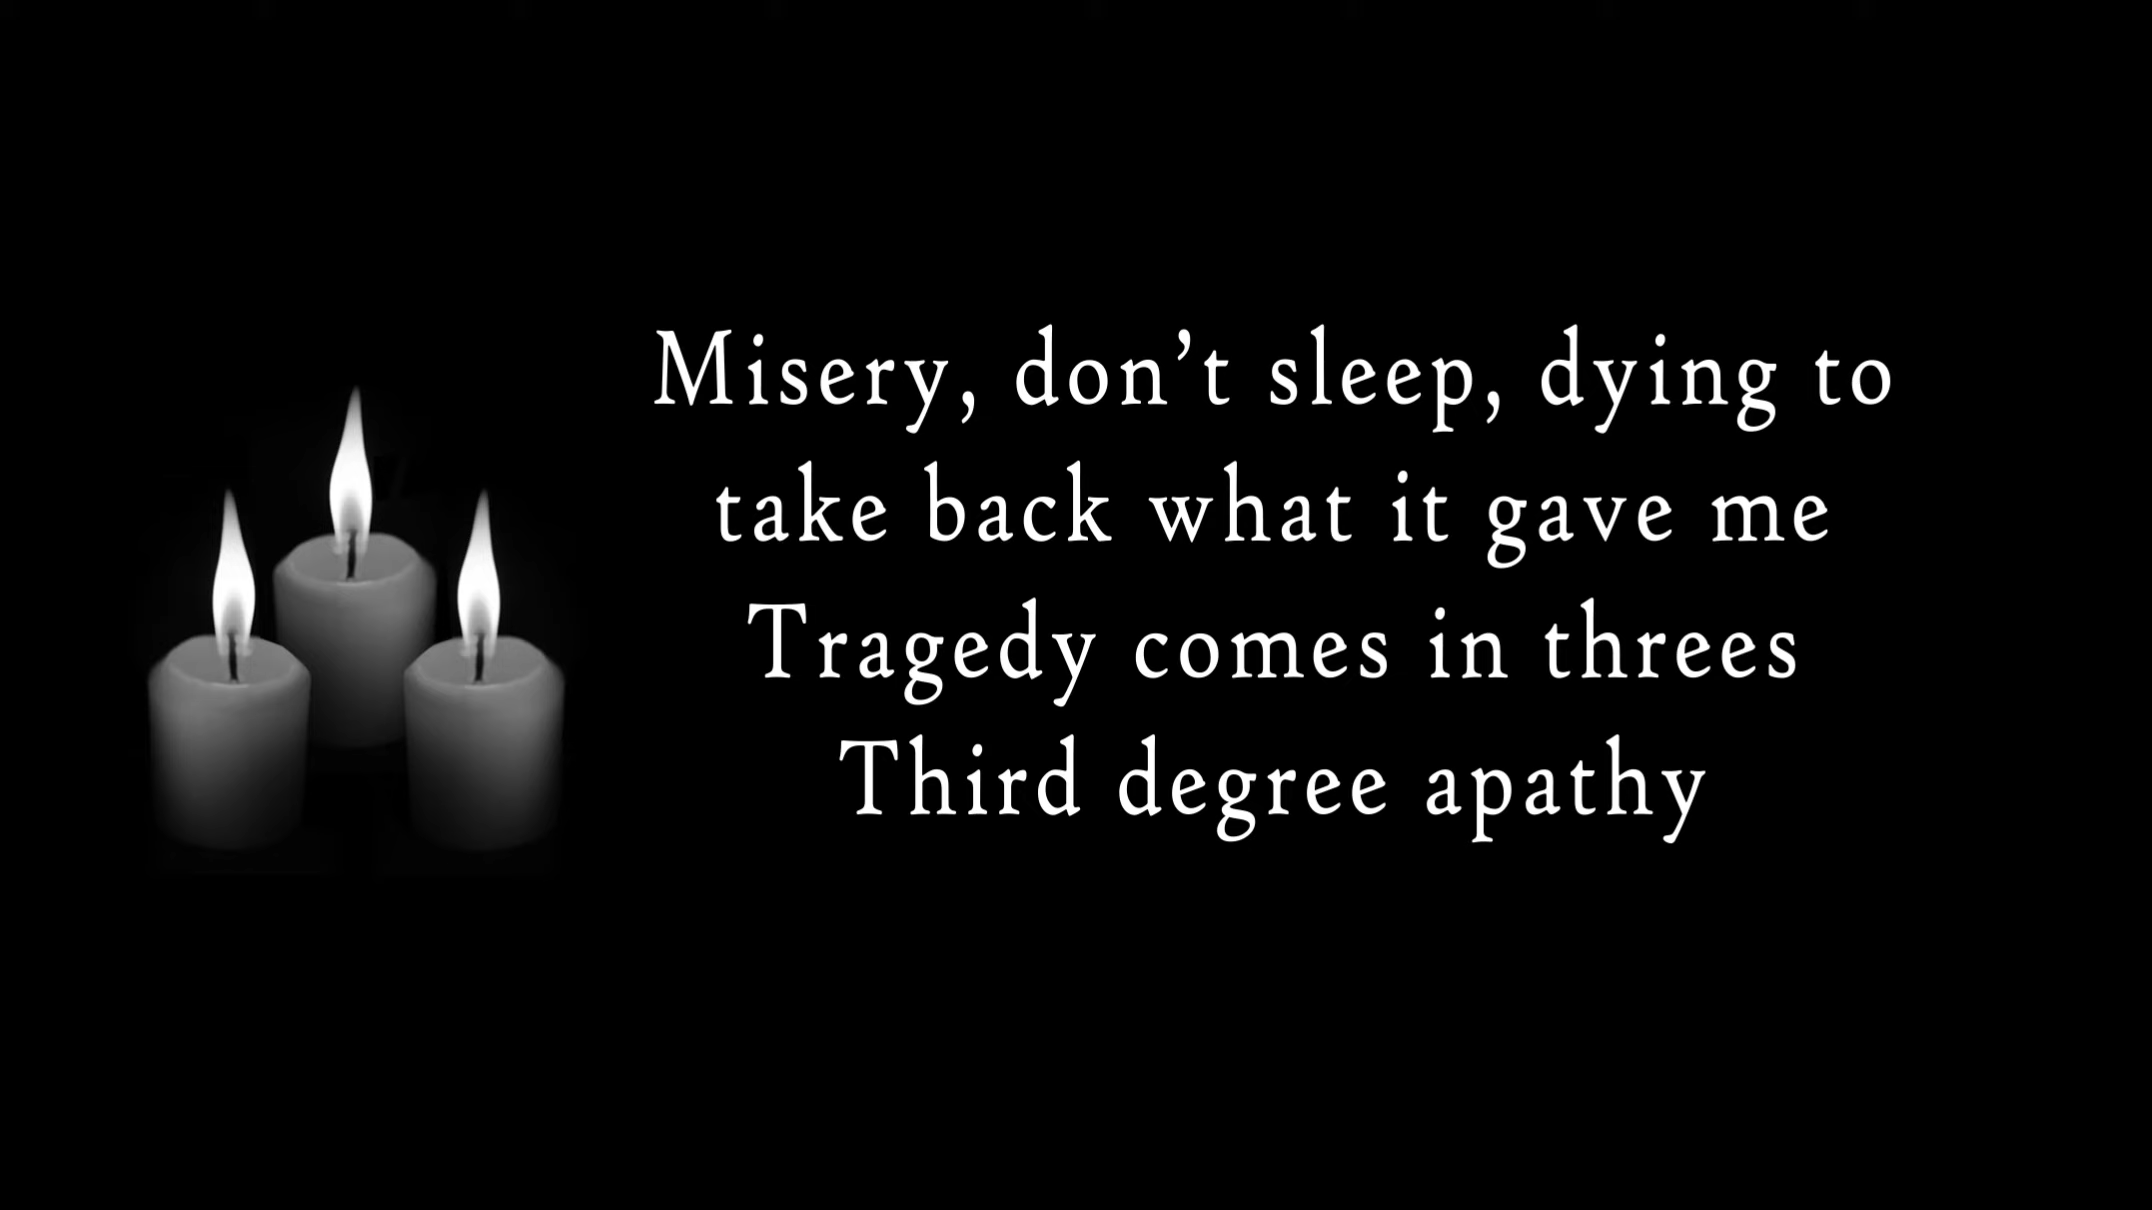 Misery, don’t sleep, dying to
take back what it gave me
Tragedy comes in threes
Third degree apathy